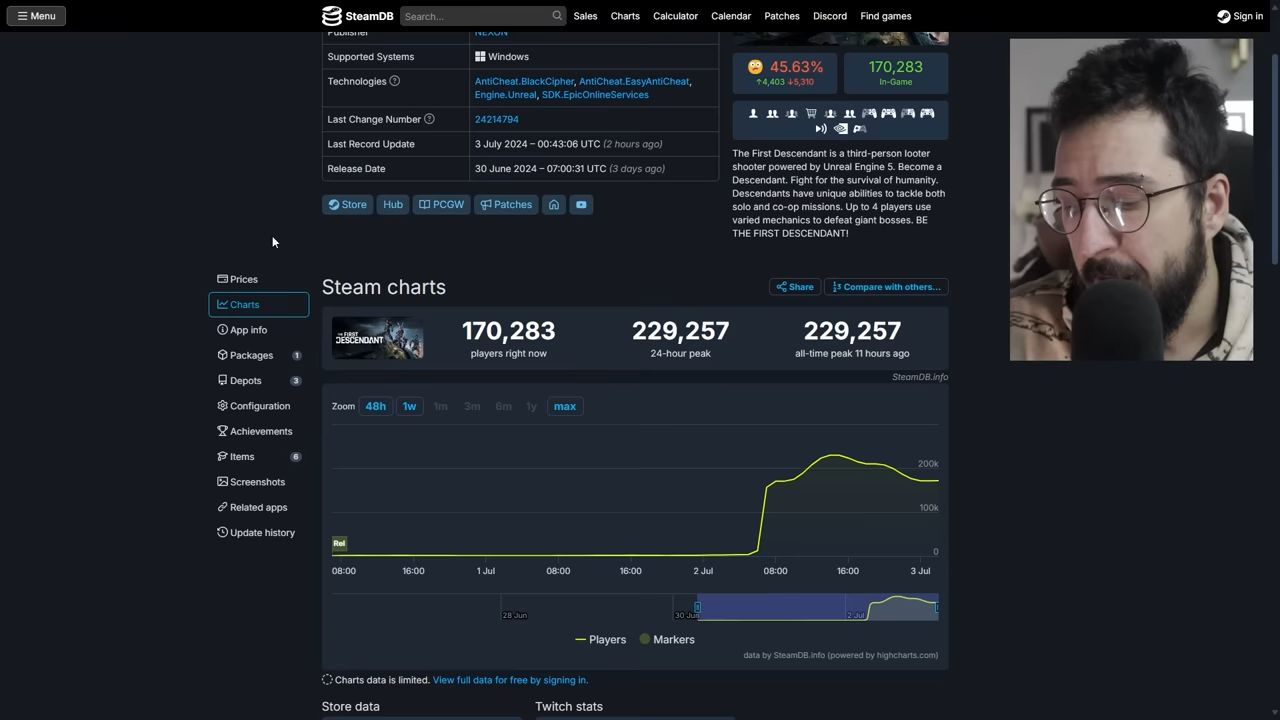 Menu
SteamDB
Search...
Sales
Charts
Calculator
Calendar
Patches
Discord
Find games
Sign in
Publisher
NEXON
Supported Systems
Windows
Technologies
AntiCheat.BlackCipher, AntiCheat.EasyAntiCheat,
Engine.Unreal, SDK.EpicOnlineServices
Last Change Number
24214794
Last Record Update
3 July 2024 – 00:43:06 UTC (2 hours ago)
Release Date
30 June 2024 – 07:00:31 UTC (3 days ago)
Store
Hub
PCGW
Patches
45.63%
↑4,403 ↓5,310
170,283
In-Game
The First Descendant is a third-person looter
shooter powered by Unreal Engine 5. Become a
Descendant. Fight for the survival of humanity.
Descendants have unique abilities to tackle both
solo and co-op missions. Up to 4 players use
varied mechanics to defeat giant bosses. BE
THE FIRST DESCENDANT!
Prices
Charts
App info
Packages 1
Depots 3
Configuration
Achievements
Items 6
Screenshots
Related apps
Update history
Steam charts
Share
Compare with others...
THE FIRST
DESCENDANT
170,283
players right now
229,257
24-hour peak
229,257
all-time peak 11 hours ago
SteamDB.info
Zoom 48h 1w 1m 3m 6m 1y max
200k
100k
0
Rel
08:00 16:00 1 Jul 08:00 16:00 2 Jul 08:00 16:00 3 Jul
28 Jun 30 Jun 2 Jul
Players Markers
data by SteamDB.info (powered by highcharts.com)
Charts data is limited. View full data for free by signing in.
Store data
Twitch stats